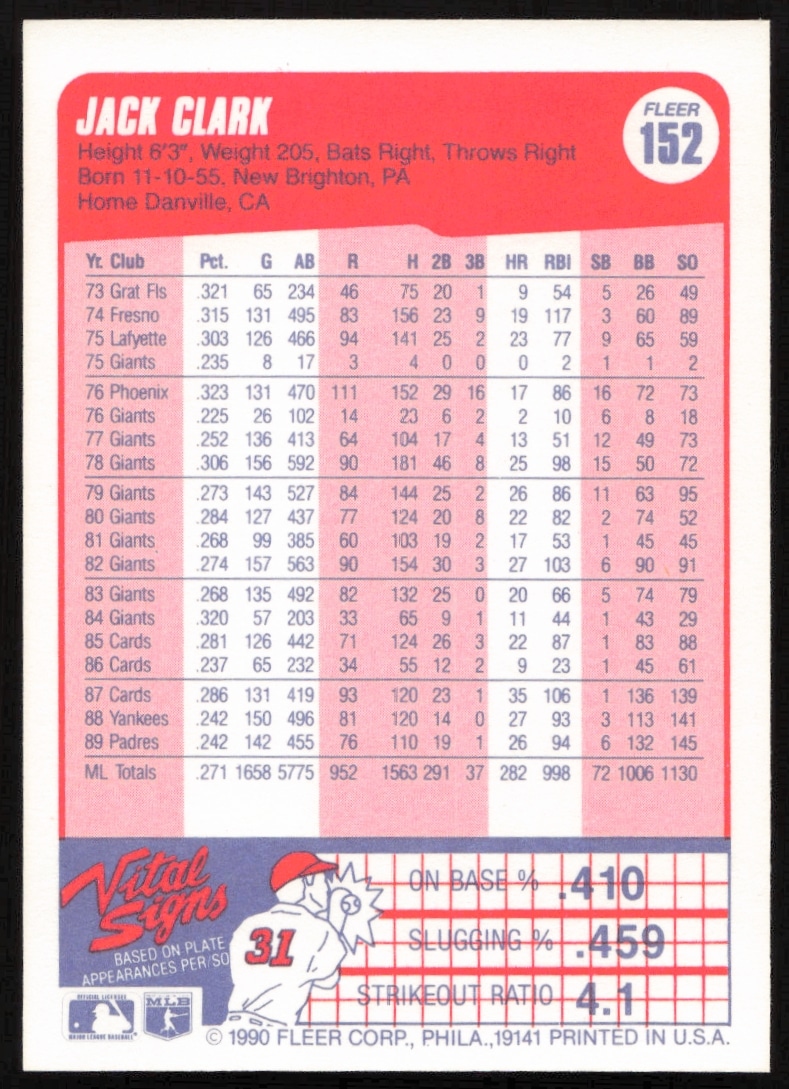 JACK CLARK
FLEER
152
Height 6'3", Weight 205, Bats Right, Throws Right
Born 11-10-55. New Brighton, PA
Home Danville, CA
Yr. Club Pct. G AB R H 2B 3B HR RBI SB BB SO
73 Grat Fls .321 65 234 46 75 20 1 9 54 5 26 49
74 Fresno .315 131 495 83 156 23 9 19 117 3 60 89
75 Lafyette .303 126 466 94 141 25 2 23 77 9 65 59
75 Giants .235 8 17 3 4 0 0 0 2 1 1 2
76 Phoenix .323 131 470 111 152 29 16 17 86 16 72 73
76 Giants .225 26 102 14 23 6 2 2 10 6 8 18
77 Giants .252 136 413 64 104 17 4 13 51 12 49 73
78 Giants .306 156 592 90 181 46 8 25 98 15 50 72
79 Giants .273 143 527 84 144 25 2 26 86 11 63 95
80 Giants .284 127 437 77 124 20 8 22 82 2 74 52
81 Giants .268 99 385 60 103 19 2 17 53 1 45 45
82 Giants .274 157 563 90 154 30 3 27 103 6 90 91
83 Giants .268 135 492 82 132 25 0 20 66 5 74 79
84 Giants .320 57 203 33 65 9 1 11 44 1 43 29
85 Cards .281 126 442 71 124 26 3 22 87 1 83 88
86 Cards .237 65 232 34 55 12 2 9 23 1 45 61
87 Cards .286 131 419 93 120 23 1 35 106 1 136 139
88 Yankees .242 150 496 81 120 14 0 27 93 3 113 141
89 Padres .242 142 455 76 110 19 1 26 94 6 132 145
ML Totals .271 1658 5775 952 1563 291 37 282 998 72 1006 1130
Vital
Signs
BASED ON PLATE
APPEARANCES PER/SO
31
ON BASE % .410
SLUGGING % .459
STRIKEOUT RATIO 4.1
OFFICIAL LICENSEE
MAJOR LEAGUE BASEBALL
MLB
© 1990 FLEER CORP., PHILA.,19141 PRINTED IN U.S.A.